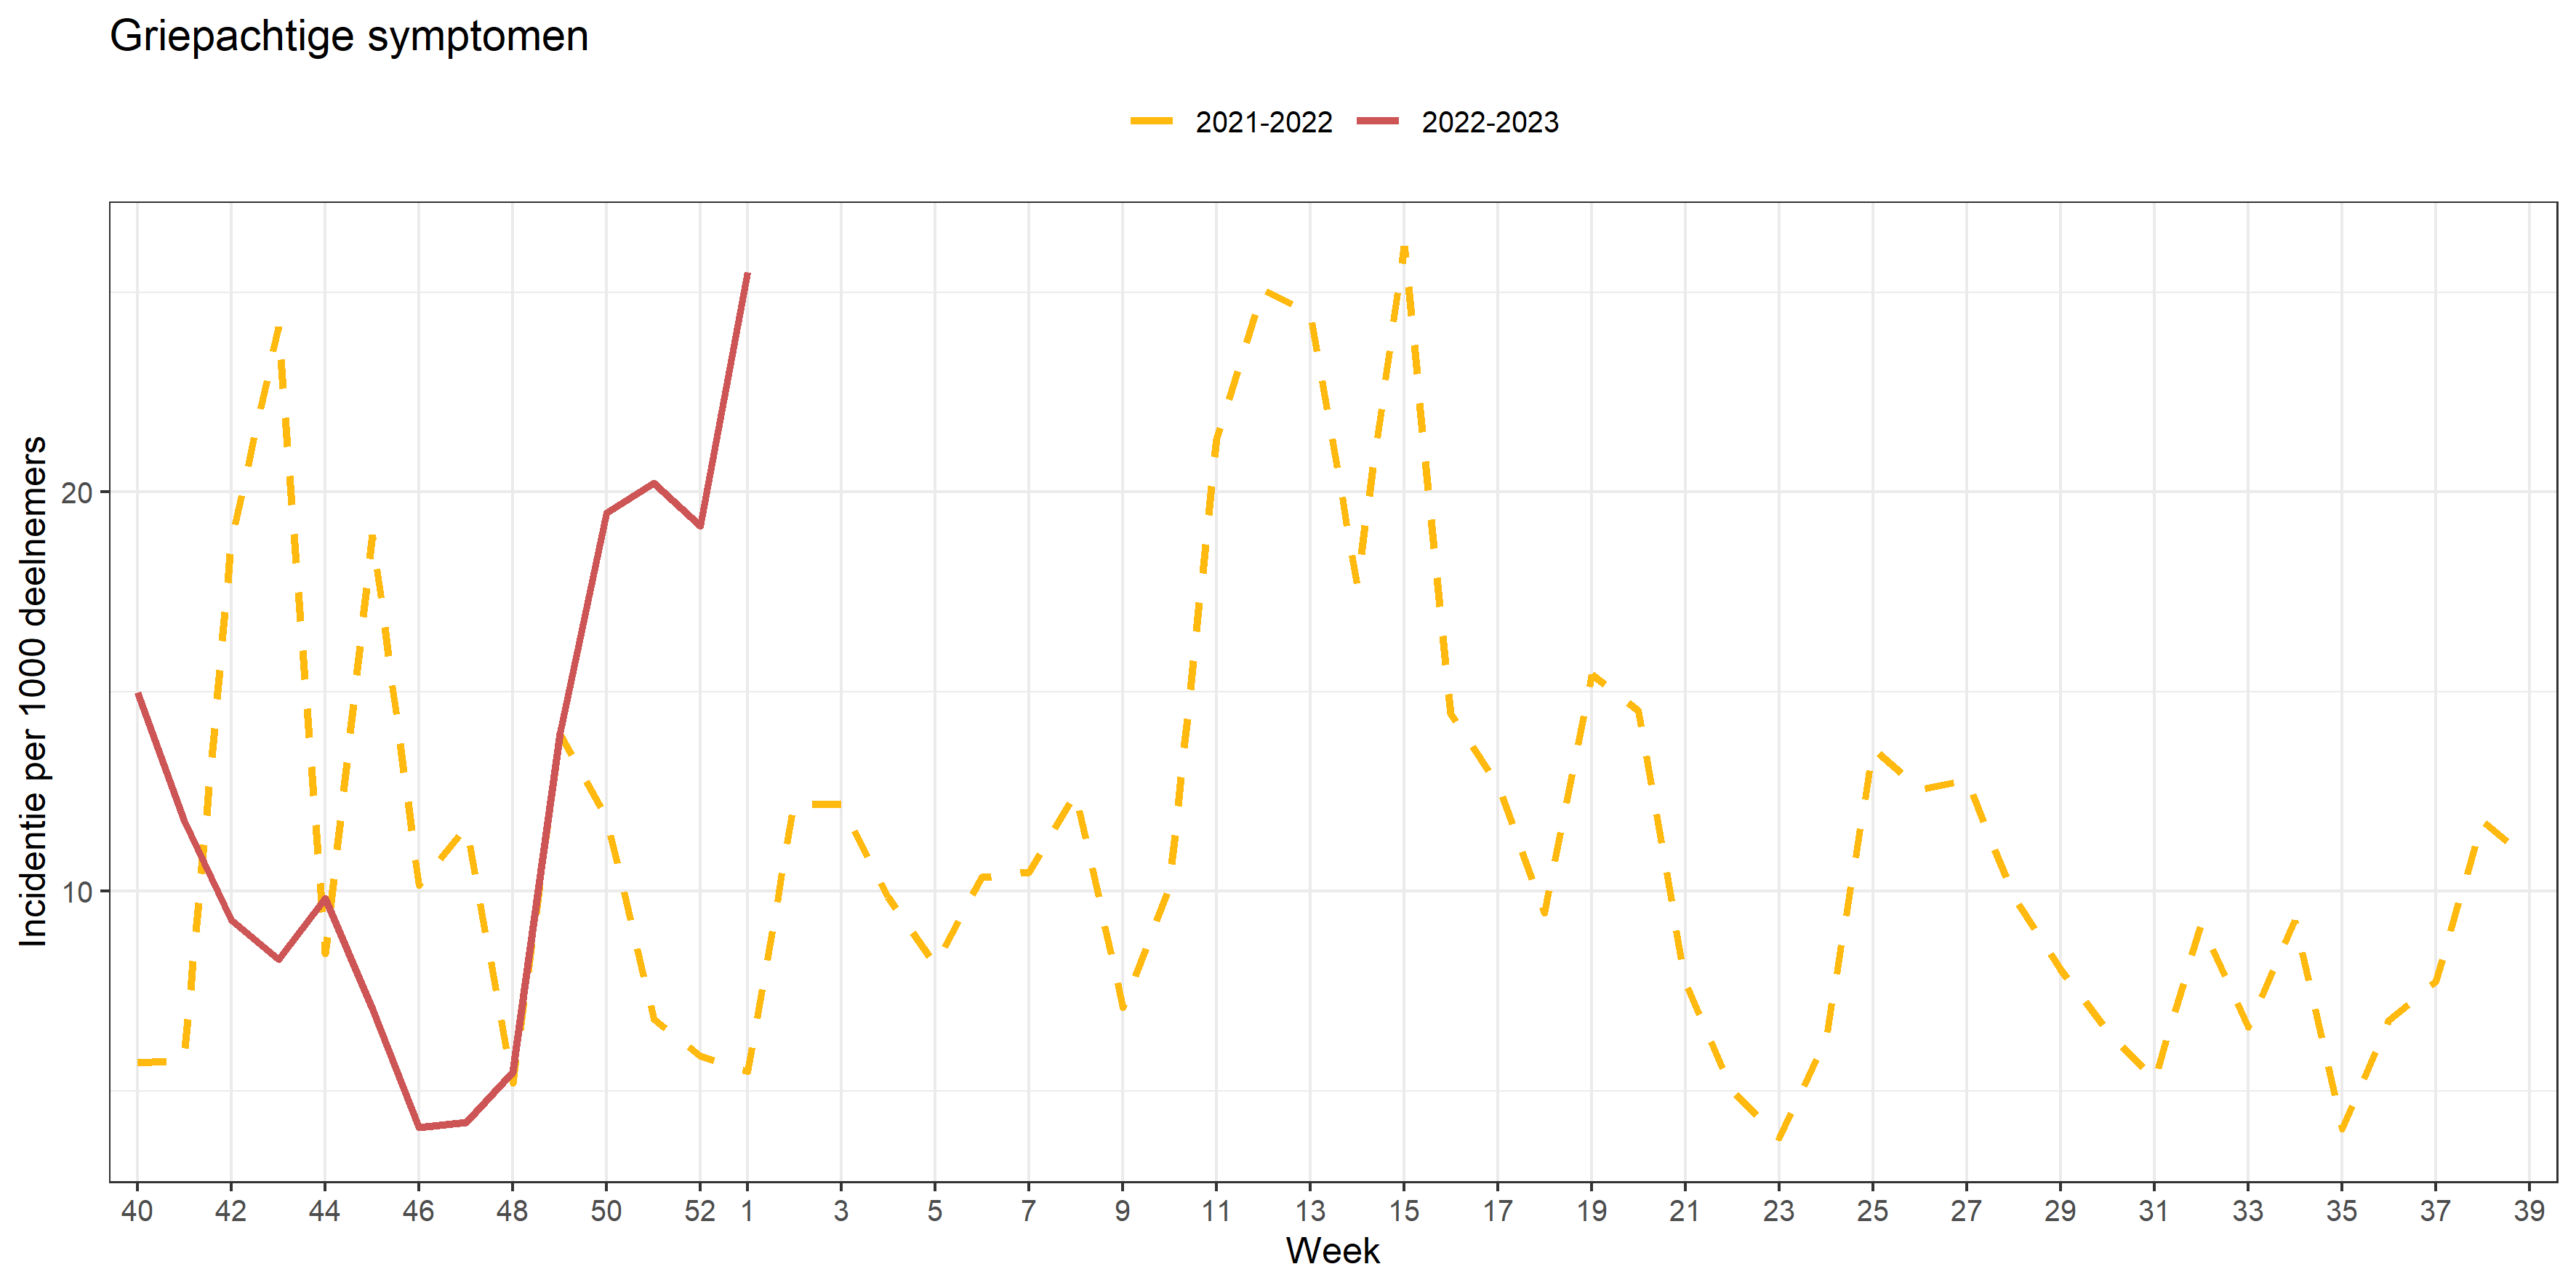 Griepachtige symptomen
2021-2022 2022-2023
Incidentie per 1000 deelnemers
20
10
40 42 44 46 48 50 52 1 3 5 7 9 11 13 15 17 19 21 23 25 27 29 31 33 35 37 39
Week